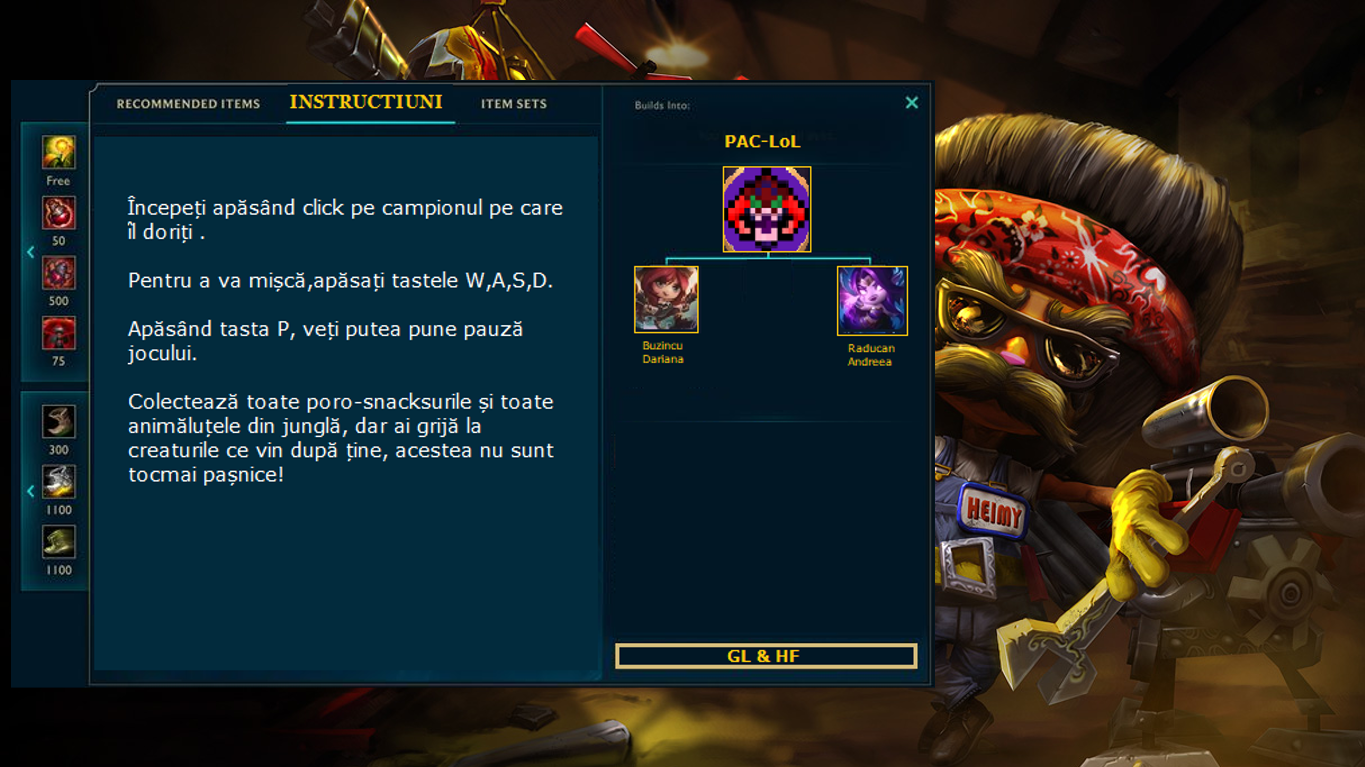 RECOMMENDED ITEMS
INSTRUCTIUNI
ITEM SETS
Free
50
500
75
300
1100
1100
Începeți apăsând click pe campionul pe care
îl doriți .
Pentru a va mișcă,apăsați tastele W,A,S,D.
Apăsând tasta P, veți putea pune pauză
jocului.
Colectează toate poro-snacksurile și toate
animăluțele din junglă, dar ai grijă la
creaturile ce vin după ține, acestea nu sunt
tocmai pașnice!
Builds Into:
PAC-LoL
Buzincu
Dariana
Raducan
Andreea
GL & HF
HEIMY